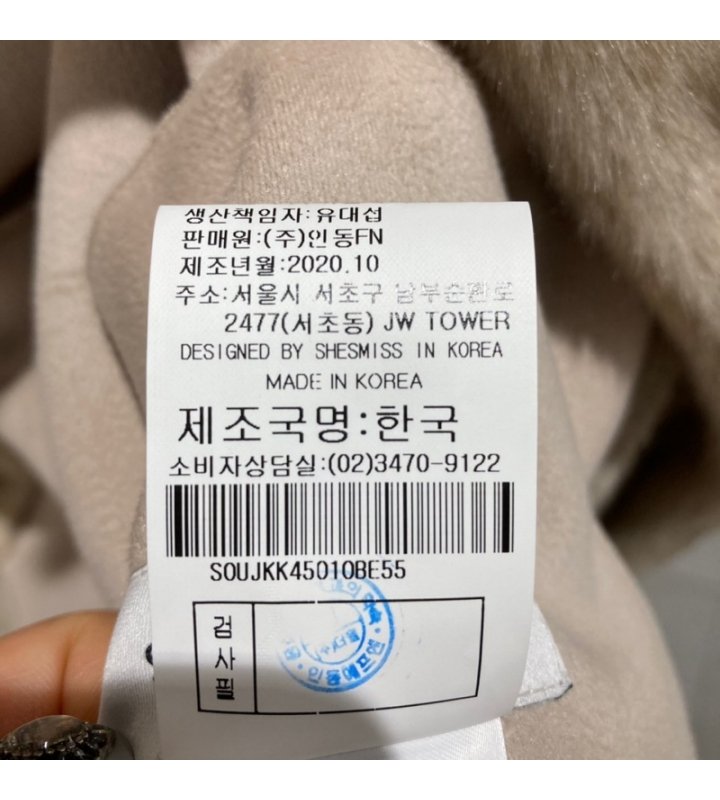 생산책임자:유대섭
판매원:(주)인동FN
제조년월:2020.10
주소:서울시 서초구 남부순환로
2477(서초동) JW TOWER
DESIGNED BY SHESMISS IN KOREA
MADE IN KOREA
제조국명:한국
소비자상담실:(02)3470-9122
SOUJKK45010BE55
검사필